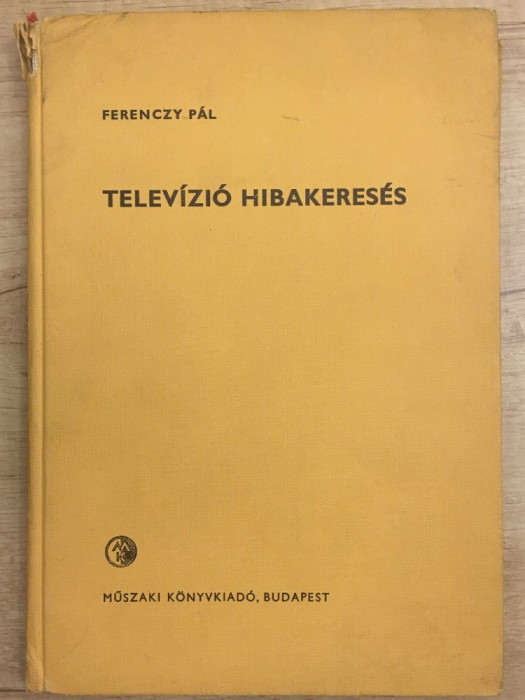 FERENCZY PÁL
TELEVÍZIÓ HIBAKERESÉS
MŰSZAKI KÖNYVKIADÓ, BUDAPEST